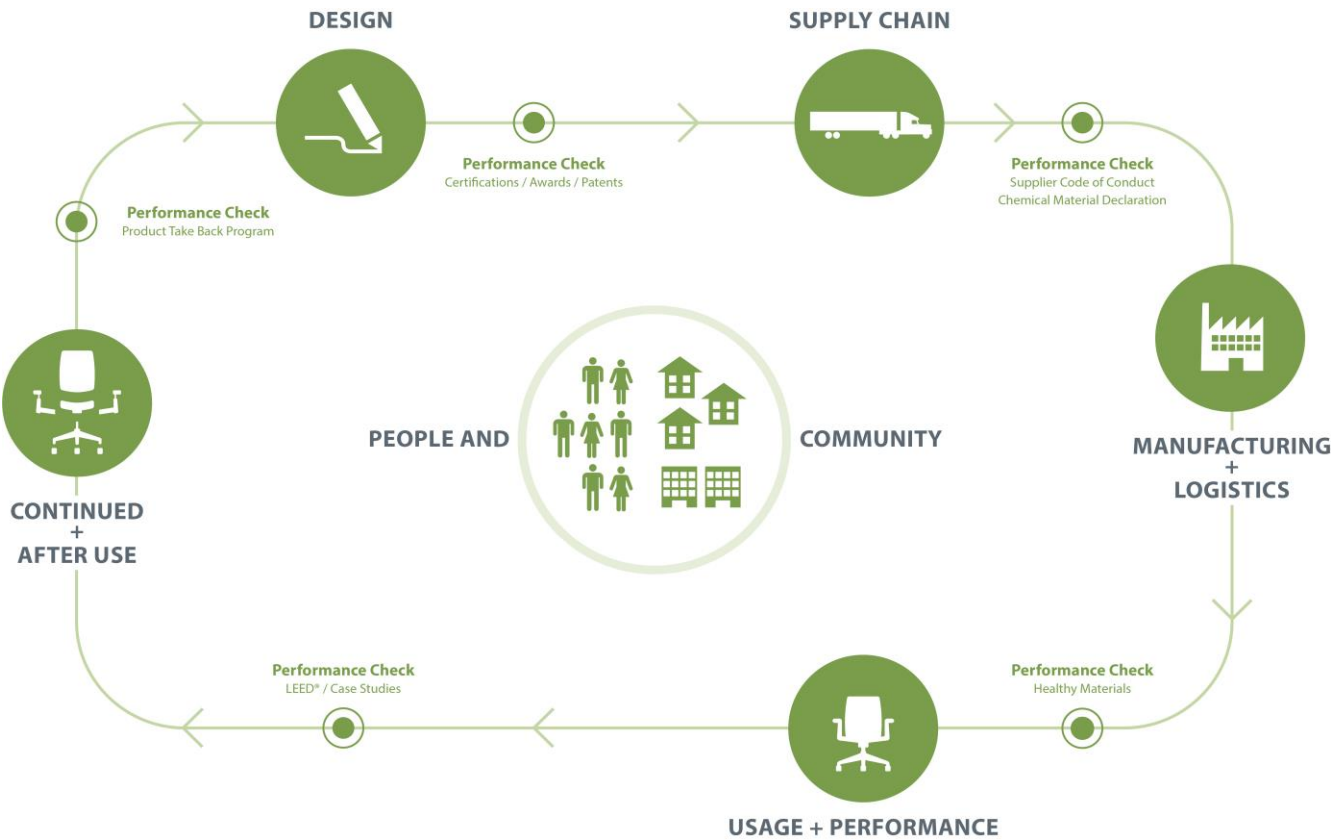 DESIGN
SUPPLY CHAIN
Performance Check
Certifications / Awards / Patents
Performance Check
Supplier Code of Conduct
Chemical Material Declaration
Performance Check
Product Take Back Program
PEOPLE AND
COMMUNITY
MANUFACTURING
+
LOGISTICS
CONTINUED
+
AFTER USE
Performance Check
LEED® / Case Studies
Performance Check
Healthy Materials
USAGE + PERFORMANCE